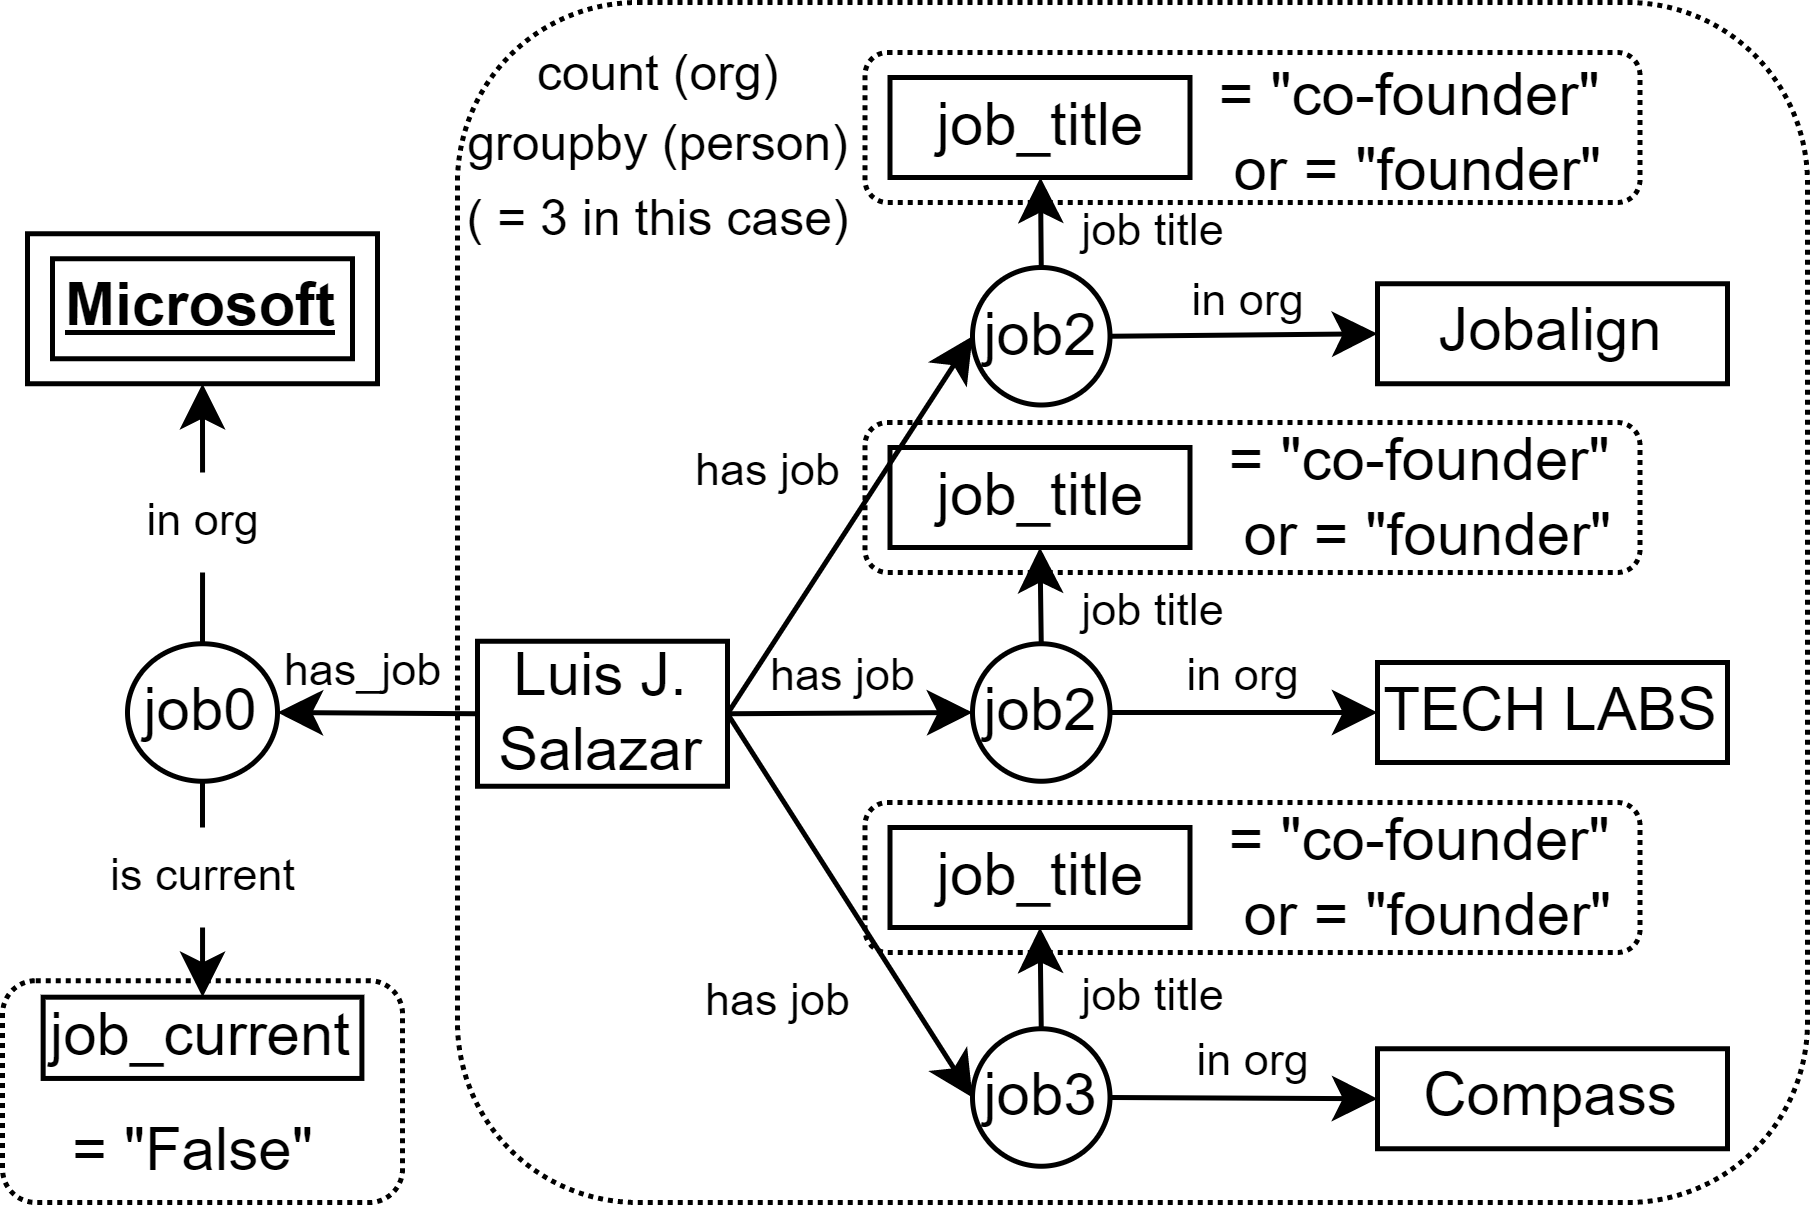 count (org)
groupby (person)
( = 3 in this case)
job_title
= "co-founder"
or = "founder"
job title
Microsoft
job2
in org
Jobalign
has job
job_title
= "co-founder"
or = "founder"
in org
job title
job0
has_job
Luis J.
Salazar
has job
job2
in org
TECH LABS
is current
job_title
= "co-founder"
or = "founder"
has job
job title
job_current
= "False"
job3
in org
Compass